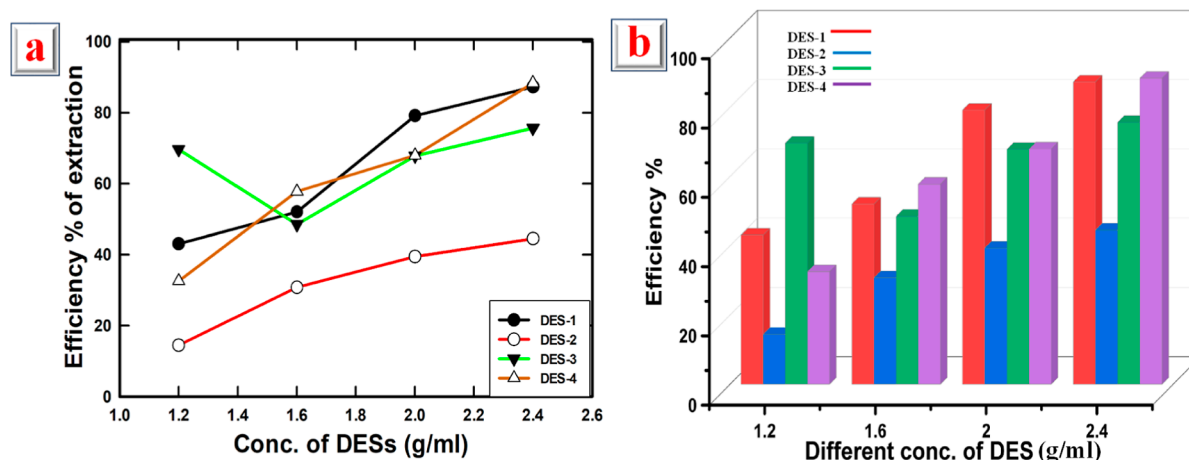 a
Efficiency % of extraction
100
80
60
40
20
0
1.0 1.2 1.4 1.6 1.8 2.0 2.2 2.4 2.6
Conc. of DESs (g/ml)
DES-1
DES-2
DES-3
DES-4
b
Efficiency %
100
80
60
40
20
0
1.2 1.6 2 2.4
Different conc. of DES (g/ml)
DES-1
DES-2
DES-3
DES-4